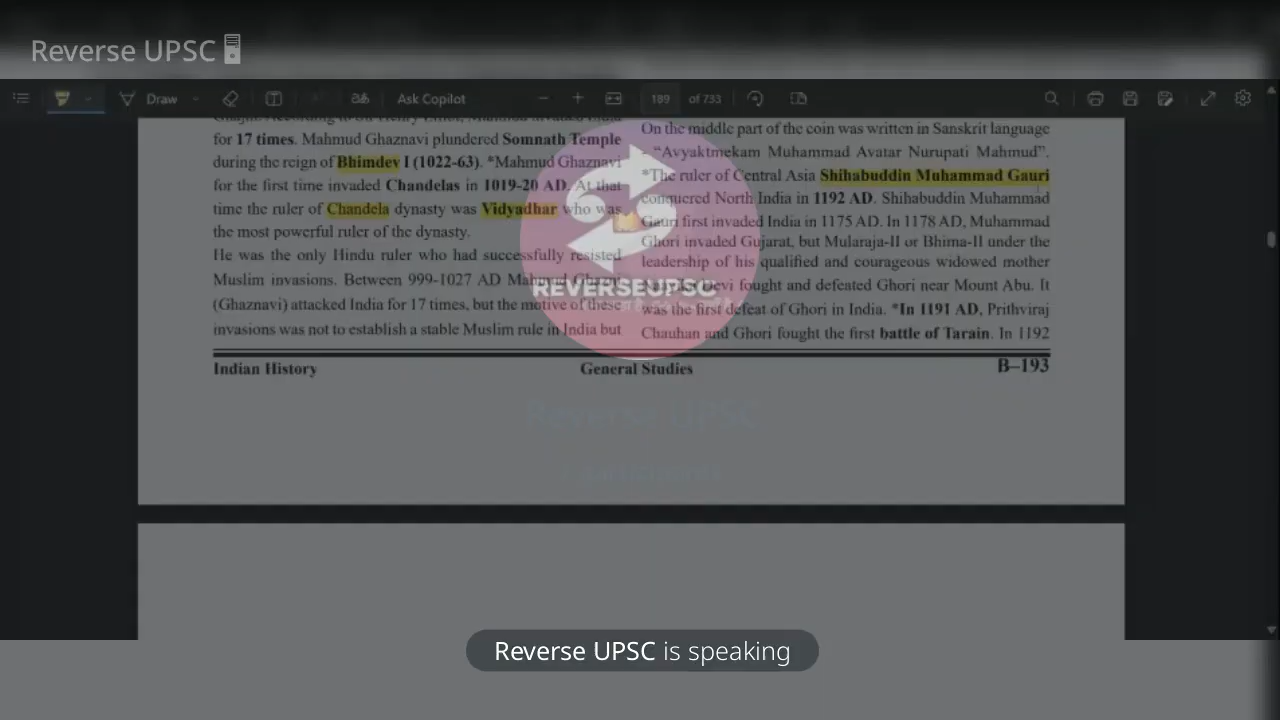 Reverse UPSC
Draw
Ask Copilot
189 of 733
for 17 times. Mahmud Ghaznavi plundered Somnath Temple
during the reign of Bhimdev I (1022-63). *Mahmud Ghaznavi
for the first time invaded Chandelas in 1019-20 AD. At that
time the ruler of Chandela dynasty was Vidyadhar who was
the most powerful ruler of the dynasty.
He was the only Hindu ruler who had successfully resisted
Muslim invasions. Between 999-1027 AD Mahmud Ghazni
(Ghaznavi) attacked India for 17 times, but the motive of these
invasions was not to establish a stable Muslim rule in India but
On the middle part of the coin was written in Sanskrit language
- “Avyaktmekam Muhammad Avatar Nurupati Mahmud”.
*The ruler of Central Asia Shihabuddin Muhammad Gauri
conquered North India in 1192 AD. Shihabuddin Muhammad
Gauri first invaded India in 1175 AD. In 1178 AD, Muhammad
Ghori invaded Gujarat, but Mularaja-II or Bhima-II under the
leadership of his qualified and courageous widowed mother
Devi fought and defeated Ghori near Mount Abu. It
was the first defeat of Ghori in India. *In 1191 AD, Prithviraj
Chauhan and Ghori fought the first battle of Tarain. In 1192
REVERSEUPSC
Indian History General Studies B–193
Reverse UPSC
Reverse UPSC is speaking